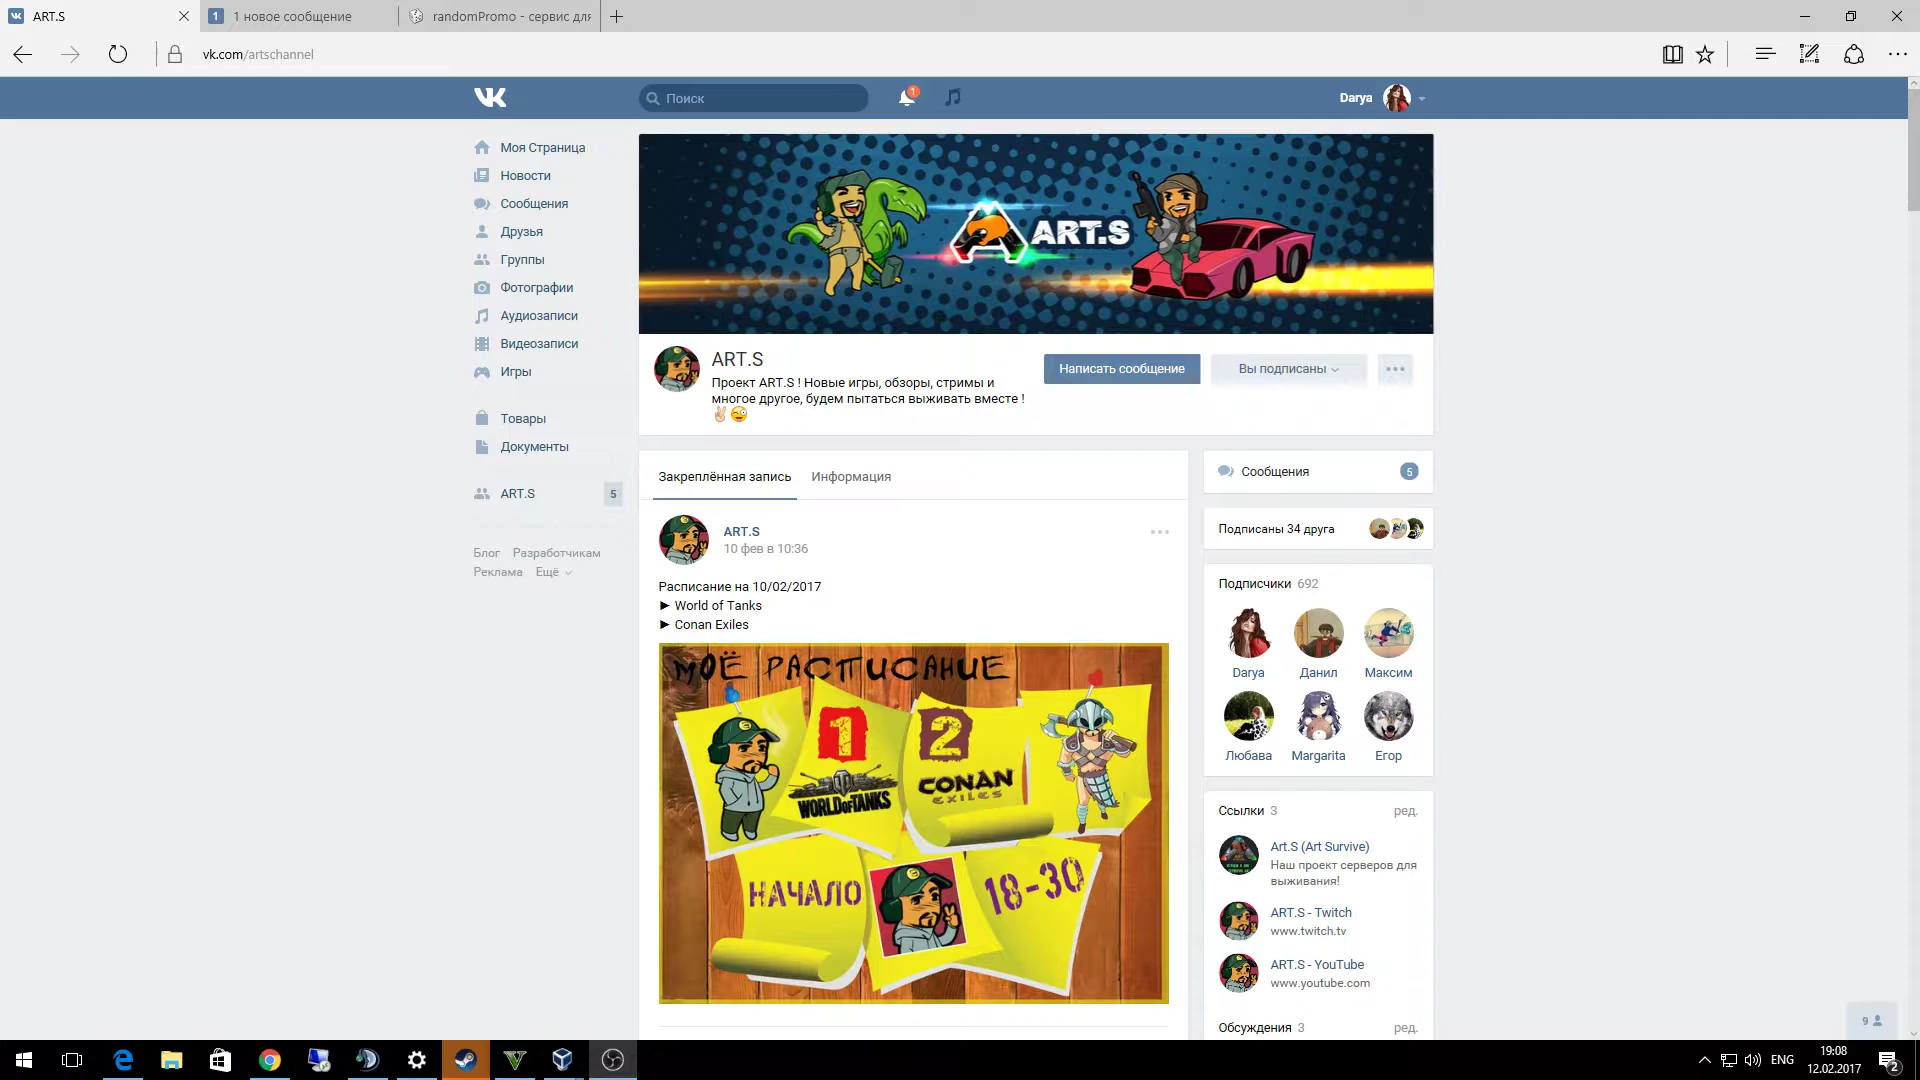 ART.S
1 новое сообщение
randomPromo - сервис для
vk.com/artschannel
Поиск
1
Darya
Моя Страница
Новости
Сообщения
Друзья
Группы
Фотографии
Аудиозаписи
Видеозаписи
Игры
Товары
Документы
ART.S
5
Блог Разработчикам
Реклама Ещё
ART.S
ART.S
Проект ART.S ! Новые игры, обзоры, стримы и
многое другое, будем пытаться выживать вместе !
Написать сообщение
Вы подписаны
Закреплённая запись
Информация
ART.S
10 фев в 10:36
Расписание на 10/02/2017
► World of Tanks
► Conan Exiles
МОЁ РАСПИСАНИЕ
1
WORLD OF TANKS
2
CONAN
EXILES
НАЧАЛО
18-30
Сообщения
5
Подписаны 34 друга
Подписчики 692
Darya
Данил
Максим
Любава
Margarita
Егор
Ссылки 3
ред.
Art.S (Art Survive)
Наш проект серверов для
выживания!
ART.S - Twitch
www.twitch.tv
ART.S - YouTube
www.youtube.com
Обсуждения 3
ред.
9
ENG
19:08
12.02.2017
2